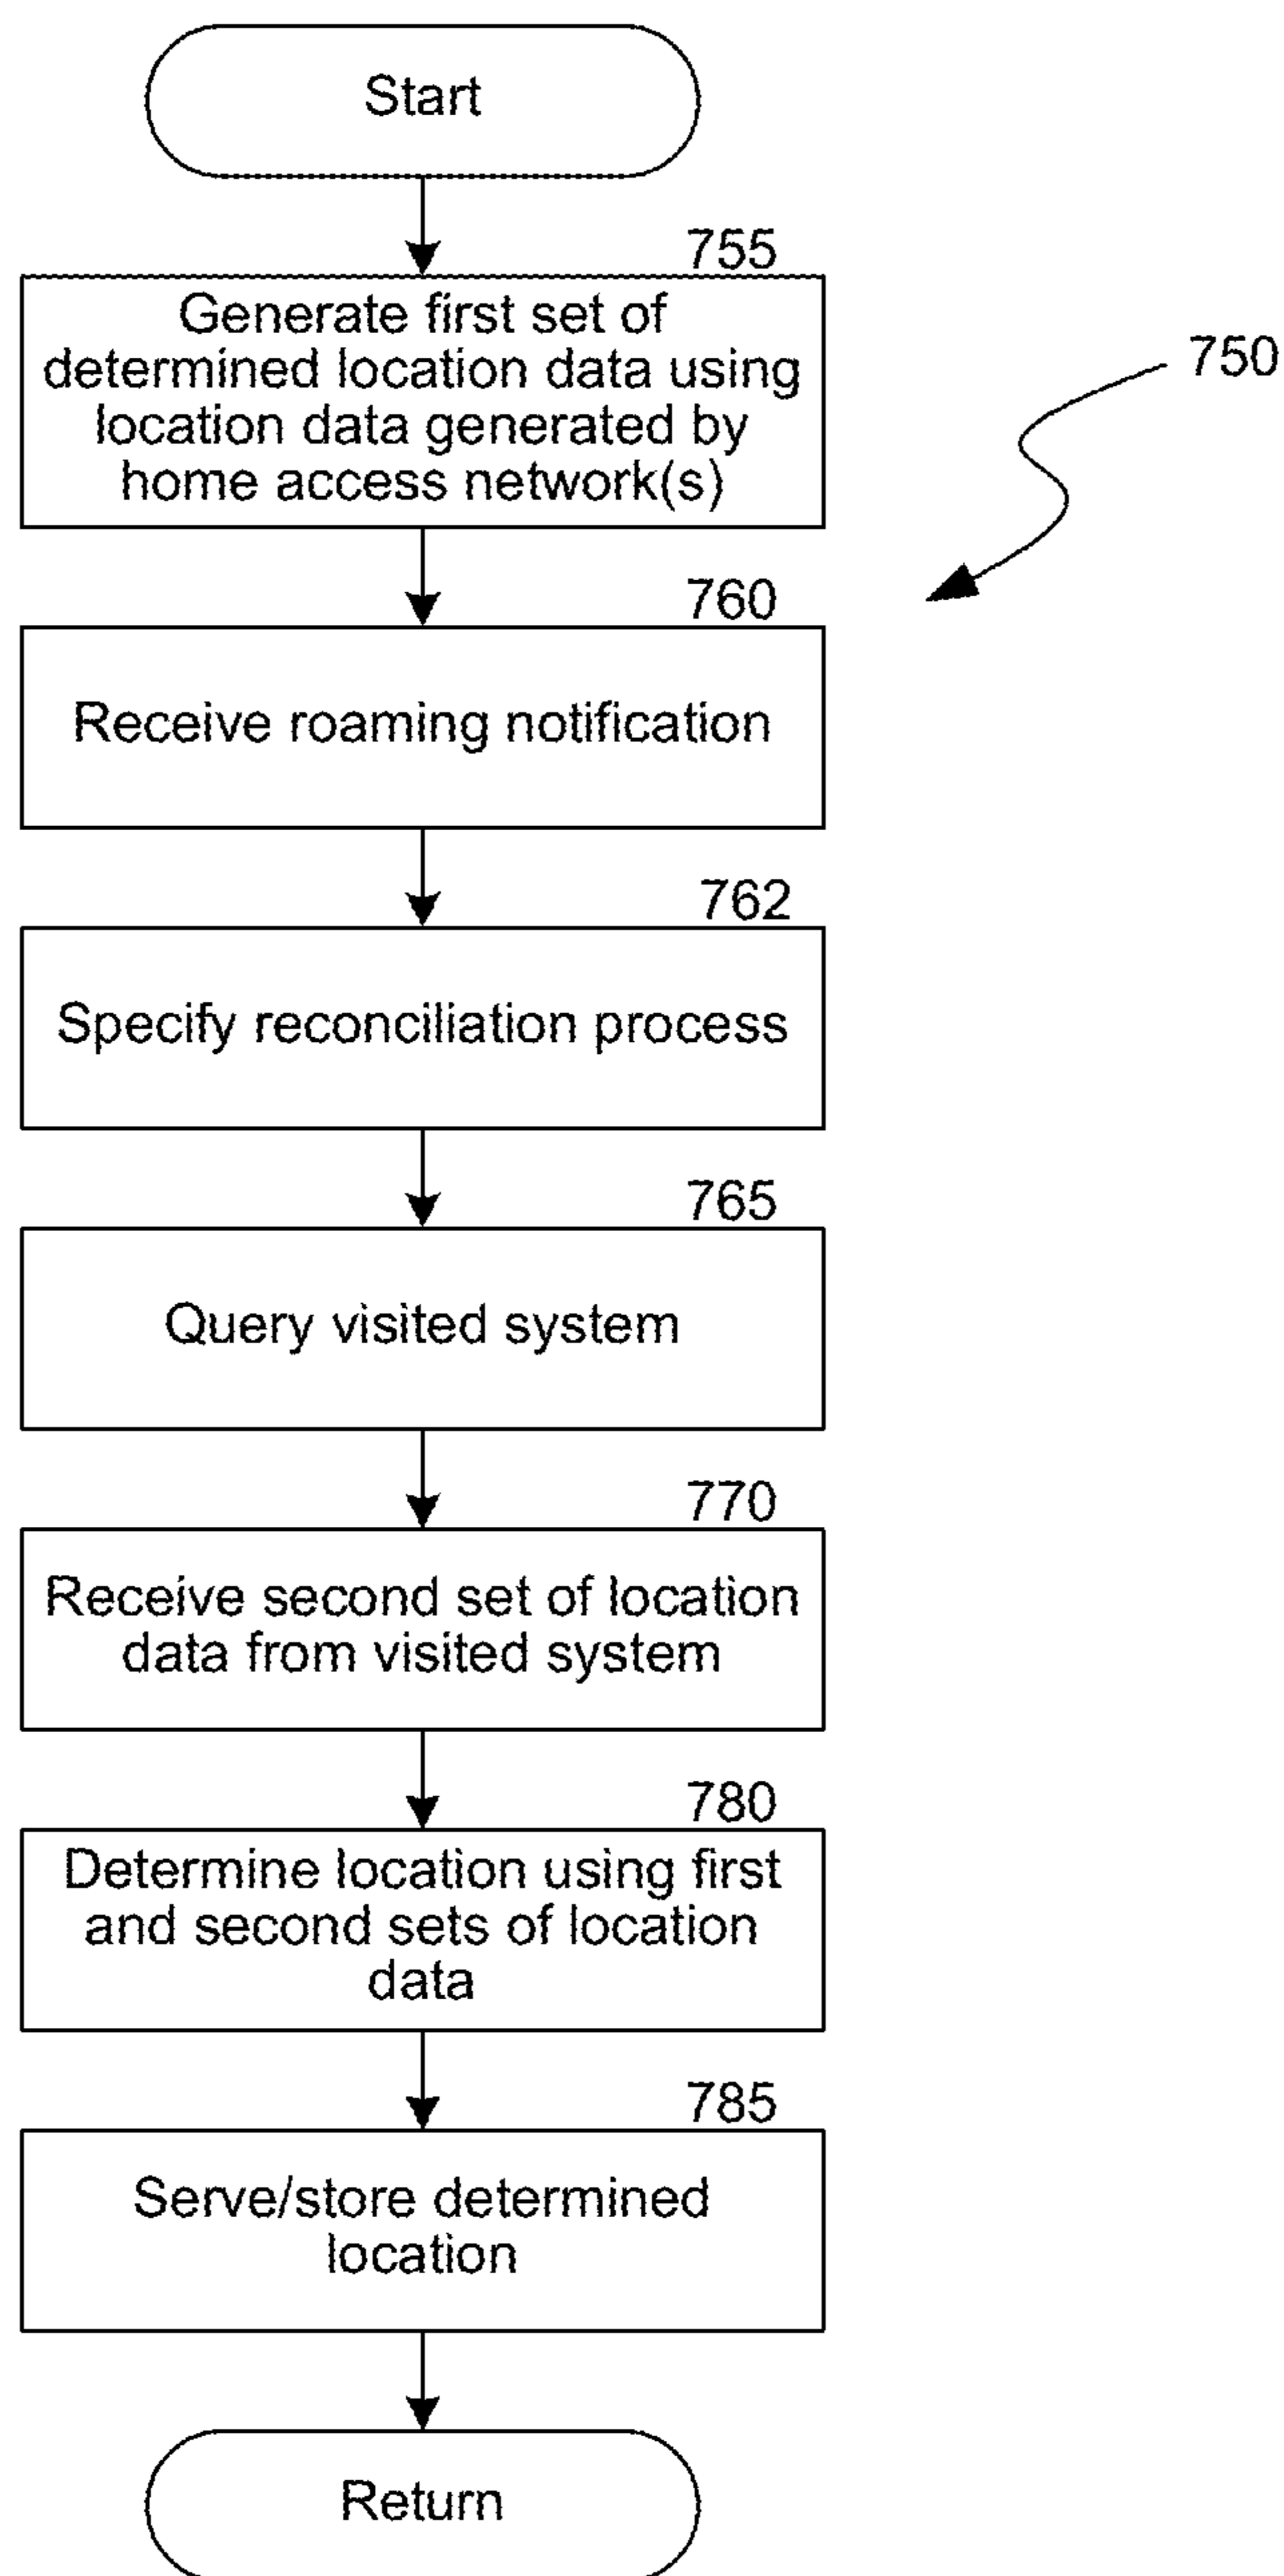 Start
755
Generate first set of
determined location data using
location data generated by
home access network(s)
750
760
Receive roaming notification
762
Specify reconciliation process
765
Query visited system
770
Receive second set of location
data from visited system
780
Determine location using first
and second sets of location
data
785
Serve/store determined
location
Return